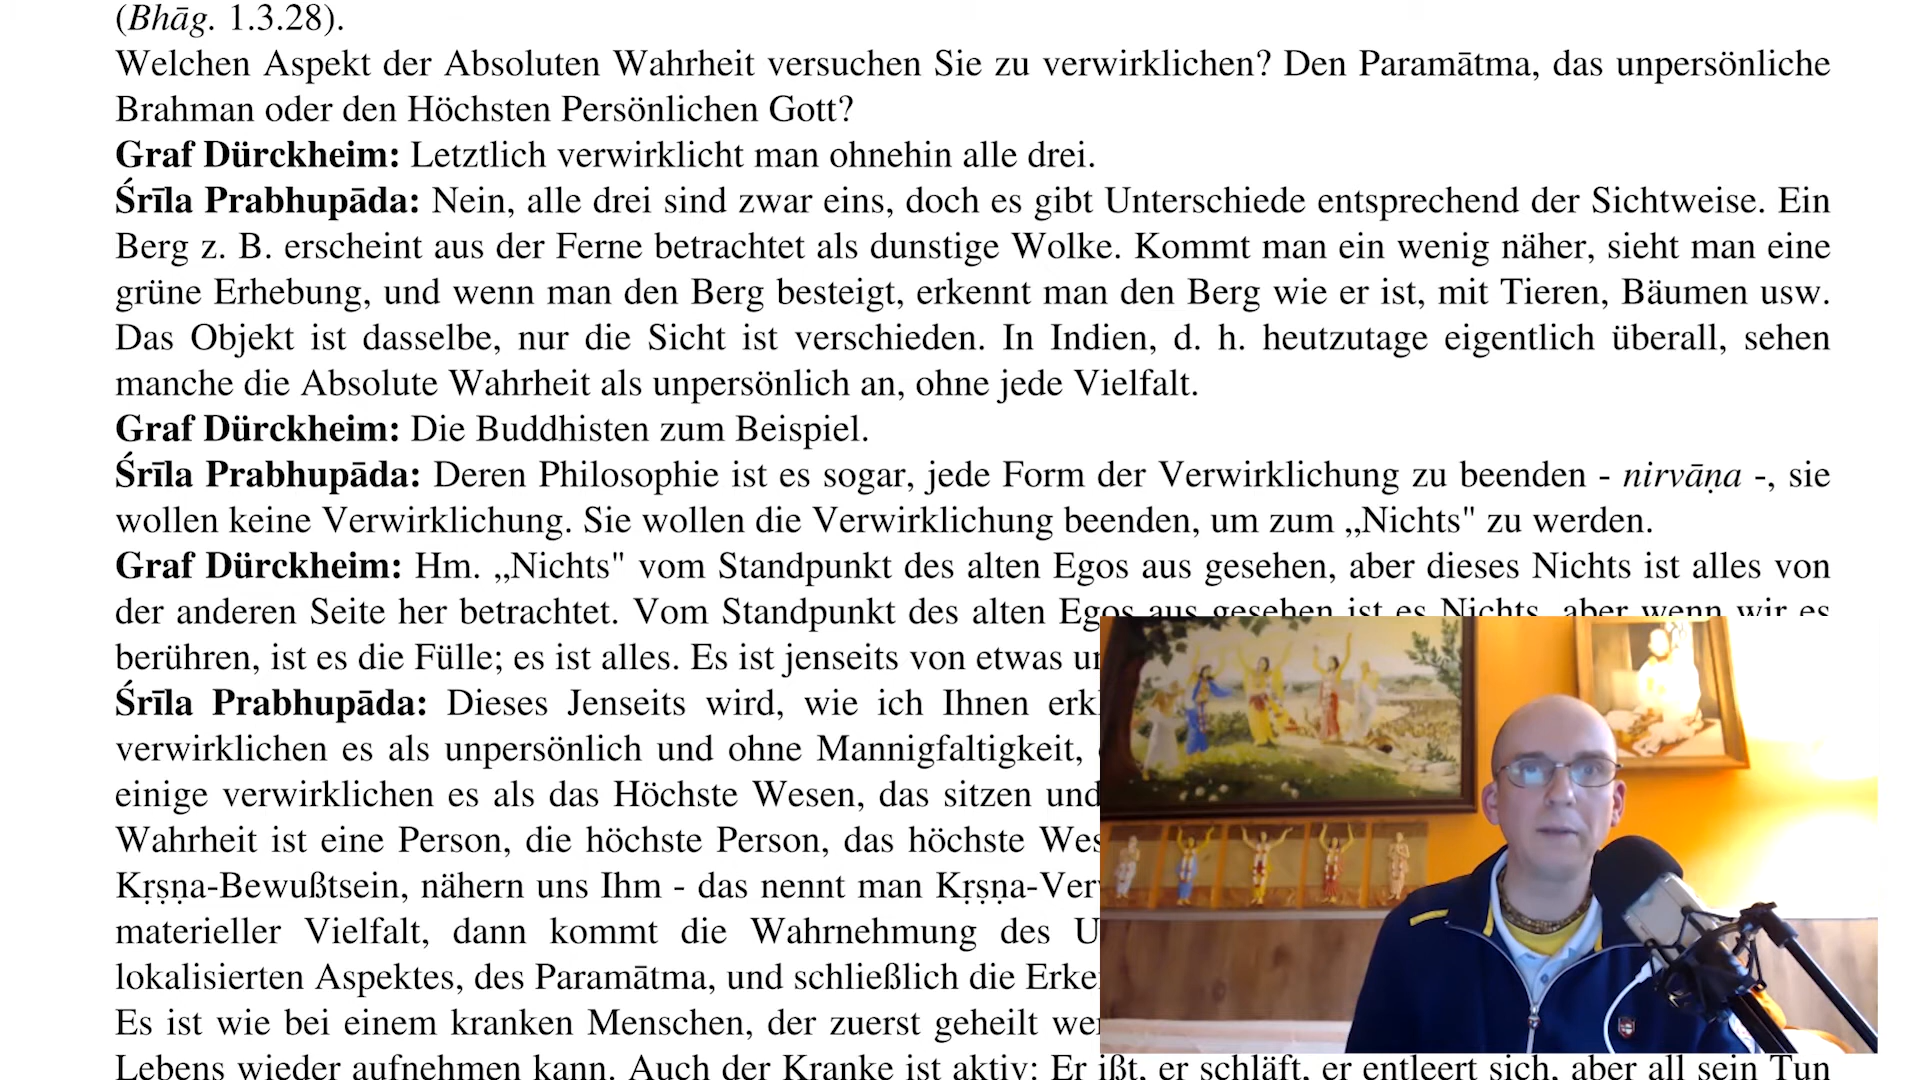 (Bhāg. 1.3.28).
Welchen Aspekt der Absoluten Wahrheit versuchen Sie zu verwirklichen? Den Paramātma, das unpersönliche
Brahman oder den Höchsten Persönlichen Gott?
Graf Dürckheim: Letztlich verwirklicht man ohnehin alle drei.
Śrīla Prabhupāda: Nein, alle drei sind zwar eins, doch es gibt Unterschiede entsprechend der Sichtweise. Ein
Berg z. B. erscheint aus der Ferne betrachtet als dunstige Wolke. Kommt man ein wenig näher, sieht man eine
grüne Erhebung, und wenn man den Berg besteigt, erkennt man den Berg wie er ist, mit Tieren, Bäumen usw.
Das Objekt ist dasselbe, nur die Sicht ist verschieden. In Indien, d. h. heutzutage eigentlich überall, sehen
manche die Absolute Wahrheit als unpersönlich an, ohne jede Vielfalt.
Graf Dürckheim: Die Buddhisten zum Beispiel.
Śrīla Prabhupāda: Deren Philosophie ist es sogar, jede Form der Verwirklichung zu beenden - nirvāṇa -, sie
wollen keine Verwirklichung. Sie wollen die Verwirklichung beenden, um zum „Nichts" zu werden.
Graf Dürckheim: Hm. „Nichts" vom Standpunkt des alten Egos aus gesehen, aber dieses Nichts ist alles von
der anderen Seite her betrachtet. Vom Standpunkt des alten Egos aus gesehen ist es Nichts, aber wenn wir es
berühren, ist es die Fülle; es ist alles. Es ist jenseits von etwas
Śrīla Prabhupāda: Dieses Jenseits wird, wie ich Ihnen
verwirklichen es als unpersönlich und ohne Mannigfaltigkeit,
einige verwirklichen es als das Höchste Wesen, das sitzen und
Wahrheit ist eine Person, die höchste Person, das höchste
Kṛṣṇa-Bewußtsein, nähern uns Ihm - das nennt man
materieller Vielfalt, dann kommt die Wahrnehmung des
lokalisierten Aspektes, des Paramātma, und schließlich die
Es ist wie bei einem kranken Menschen, der zuerst geheilt
Lebens wieder aufnehmen kann. Auch der Kranke ist aktiv: Er ißt, er schläft, er entleert sich, aber all sein Tun